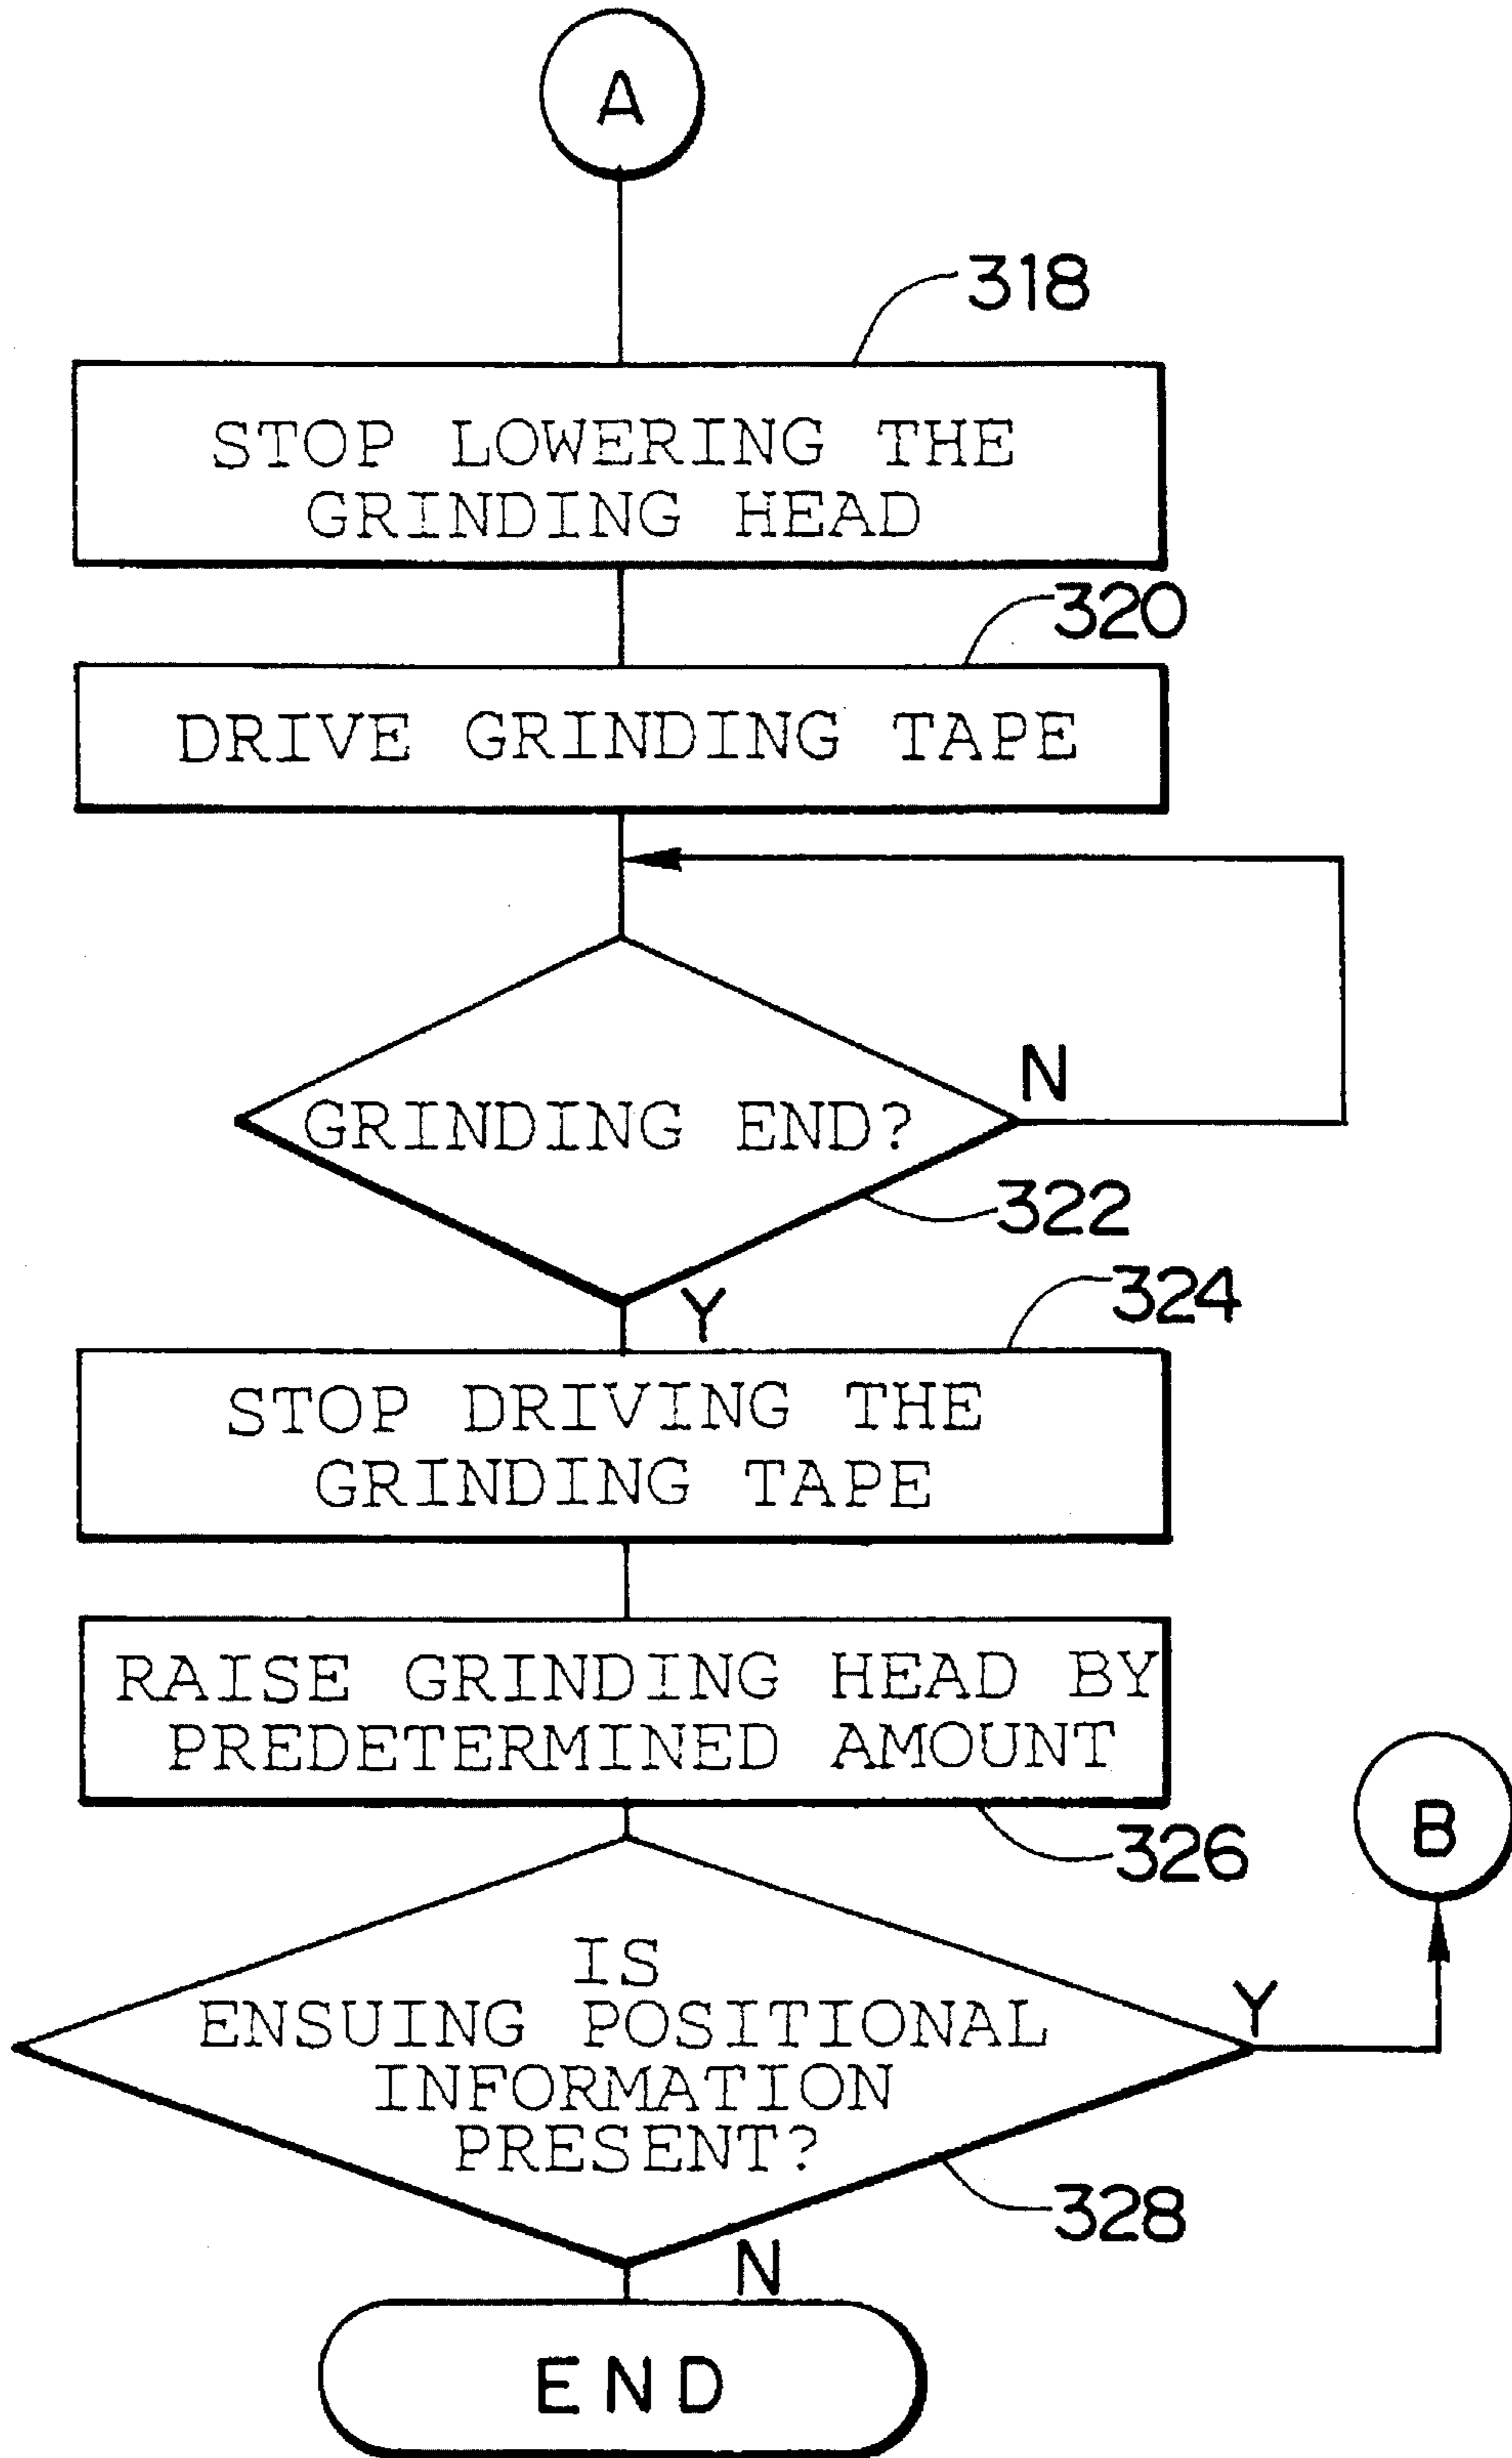 A
318
STOP LOWERING THE
GRINDING HEAD
320
DRIVE GRINDING TAPE
N
GRINDING END?
322
Y
324
STOP DRIVING THE
GRINDING TAPE
RAISE GRINDING HEAD BY
PREDETERMINED AMOUNT
326
B
IS
ENSUING POSITIONAL
INFORMATION
PRESENT?
Y
328
N
END